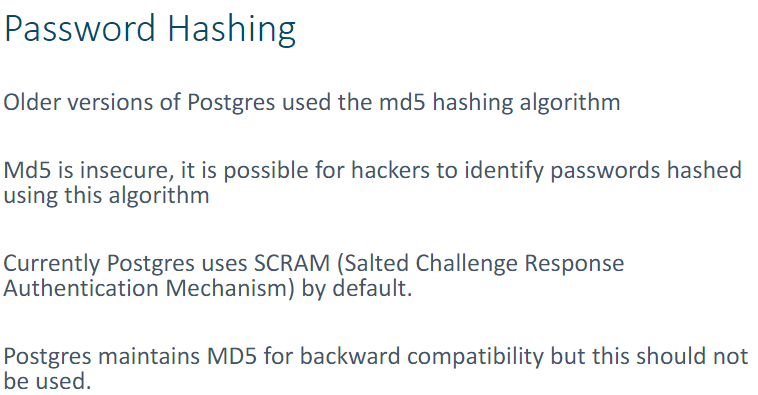 Password Hashing
Older versions of Postgres used the md5 hashing algorithm
Md5 is insecure, it is possible for hackers to identify passwords hashed
using this algorithm
Currently Postgres uses SCRAM (Salted Challenge Response
Authentication Mechanism) by default.
Postgres maintains MD5 for backward compatibility but this should not
be used.